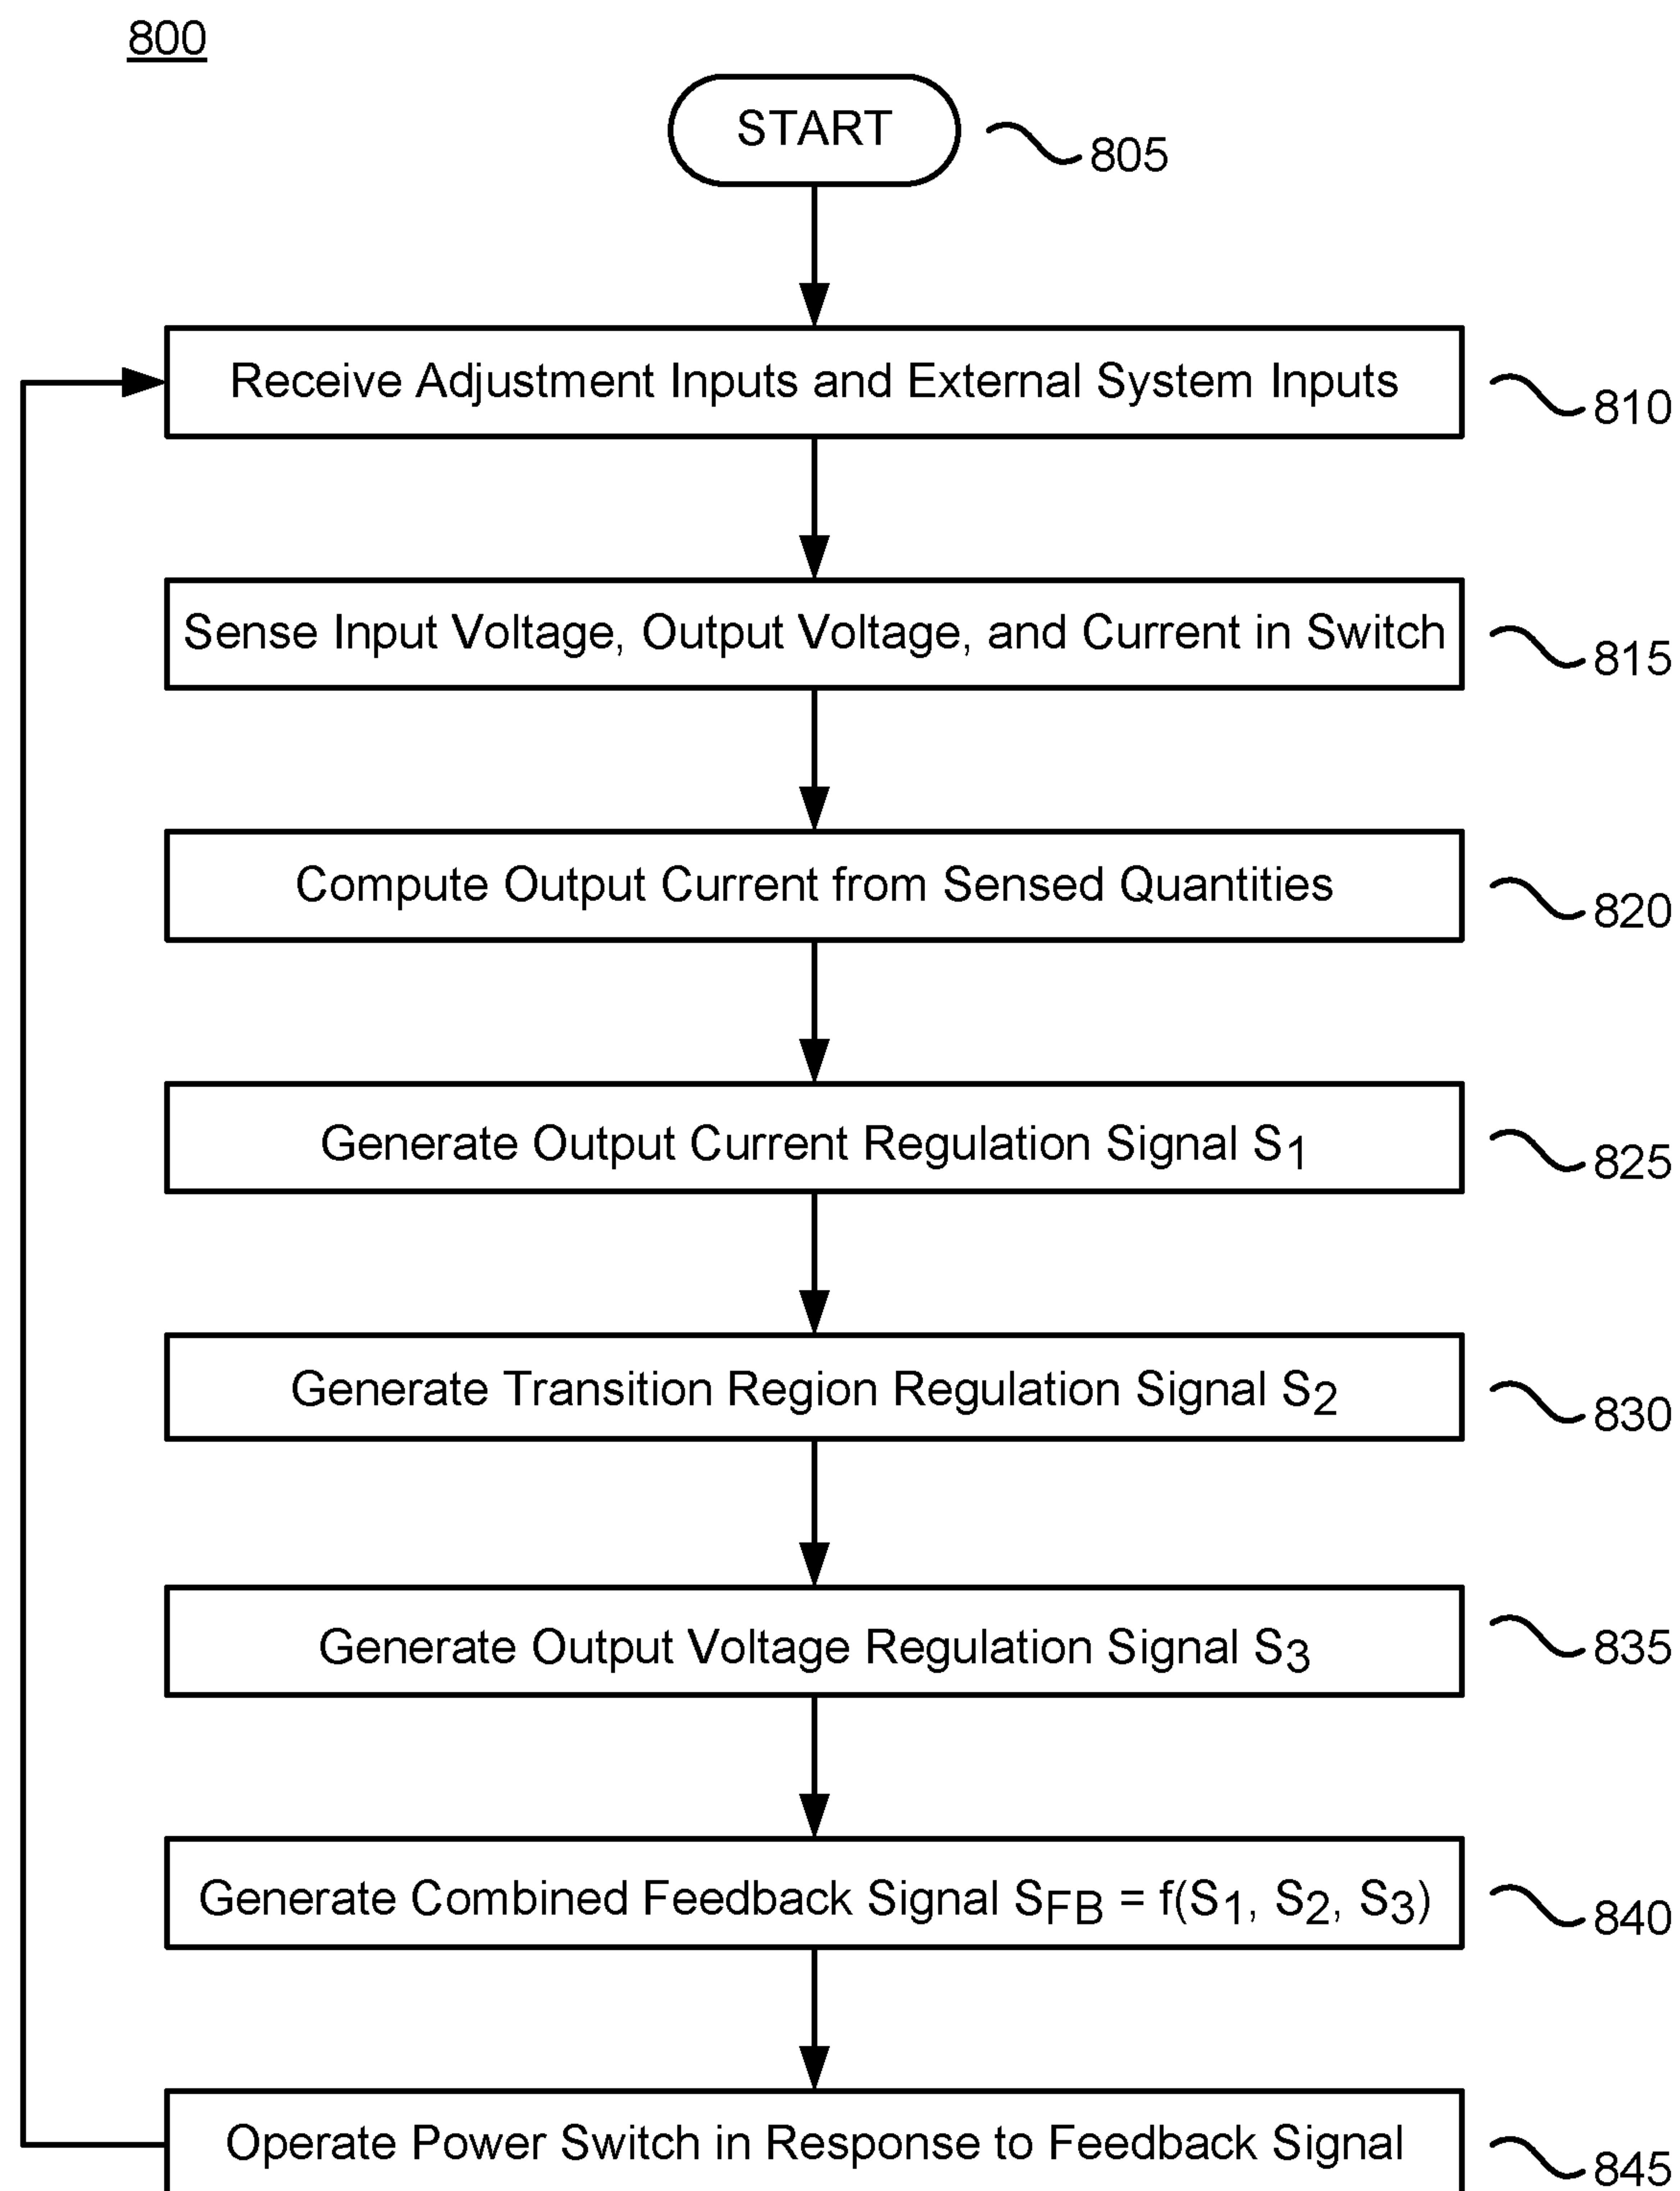 800
START
805
Receive Adjustment Inputs and External System Inputs
810
Sense Input Voltage, Output Voltage, and Current in Switch
815
Compute Output Current from Sensed Quantities
820
Generate Output Current Regulation Signal S1
825
Generate Transition Region Regulation Signal S2
830
Generate Output Voltage Regulation Signal S3
835
Generate Combined Feedback Signal SFB = f(S1, S2, S3)
840
Operate Power Switch in Response to Feedback Signal
845